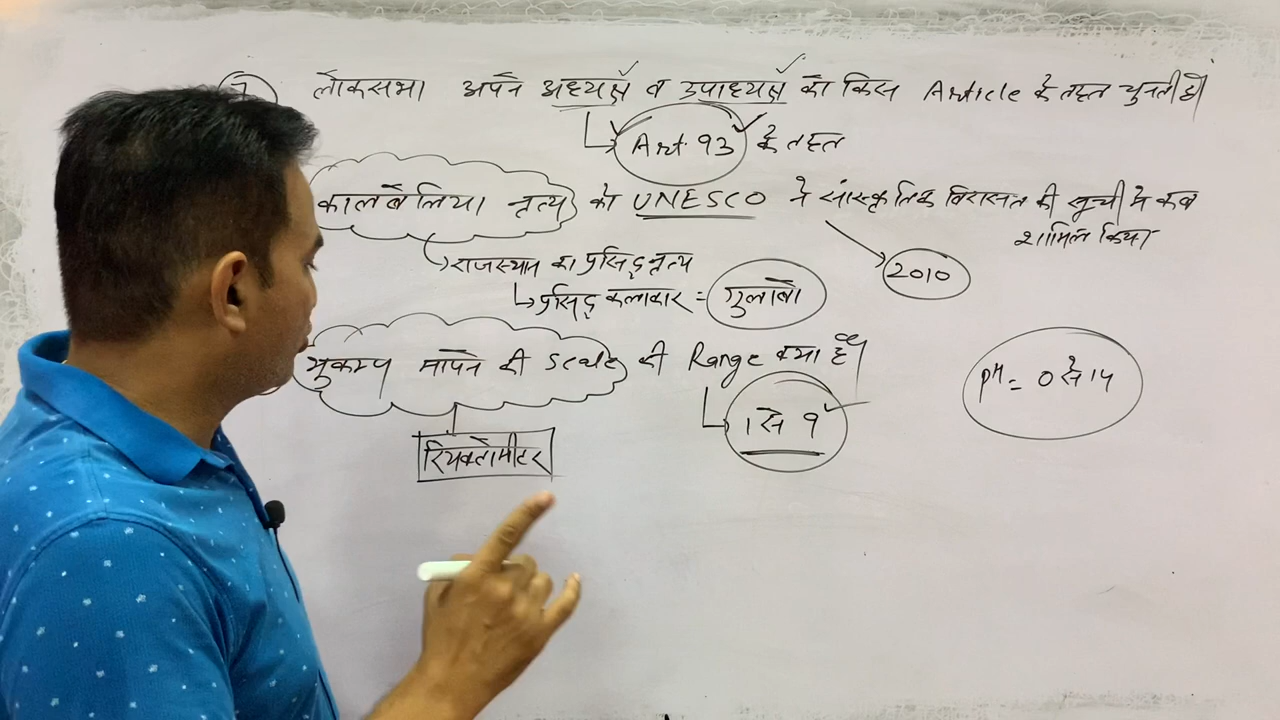 लोकसभा अपने अध्यक्ष व उपाध्यक्ष को किस Article के तहत चुनती है
Art. 93 के तहत
कालबेलिया नृत्य को UNESCO ने सांस्कृतिक विरासत की सूची मे कब
शामिल किया
राजस्थान का प्रसिद्ध नृत्य
2010
प्रसिद्ध कलाकार = गुलाबो
भुकम्प मापने की Scale की Range क्या है
pH = 0 से 14
1 से 9
रियक्टोमीटर